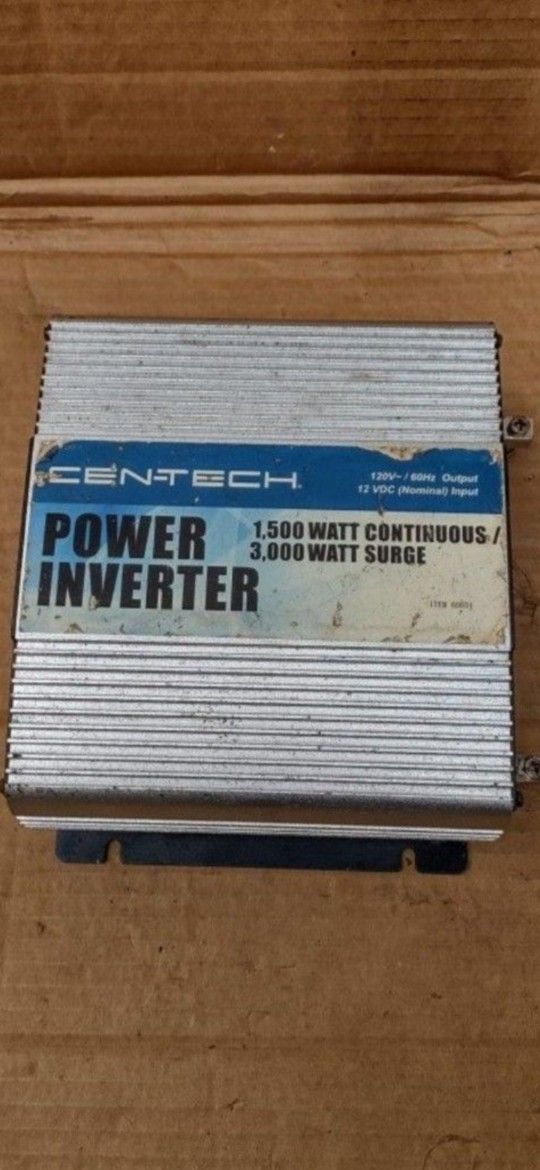 CEN-TECH
120V~ / 60Hz Output
12 VDC (Nominal) Input
POWER INVERTER
1,500 WATT CONTINUOUS /
3,000 WATT SURGE
ITEM